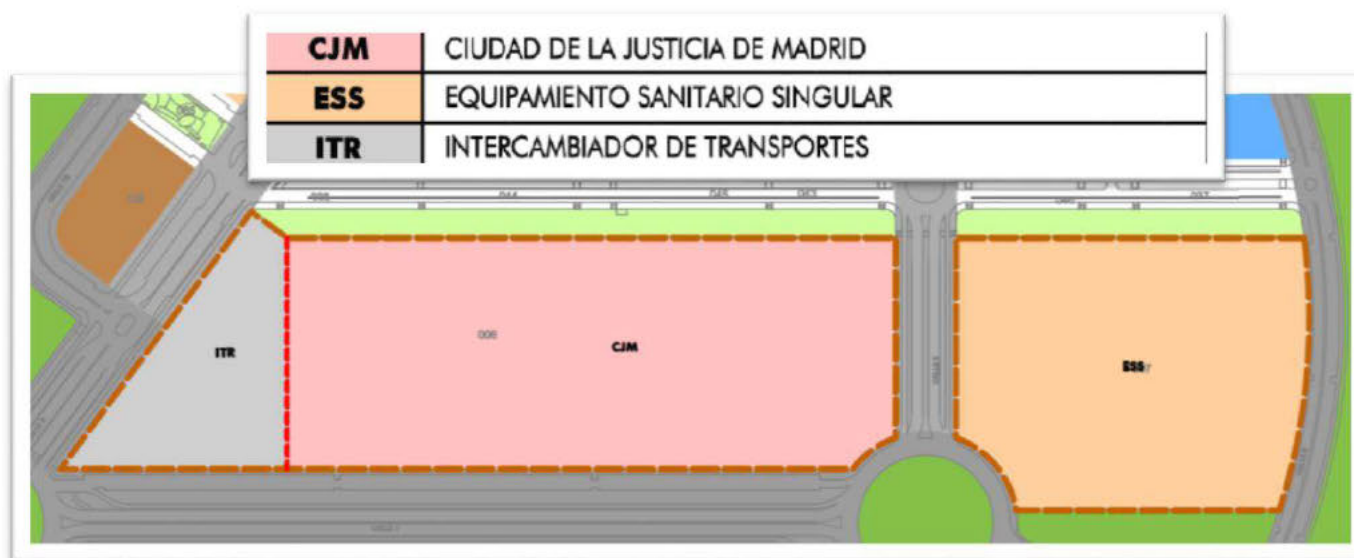 CJM CIUDAD DE LA JUSTICIA DE MADRID
ESS EQUIPAMIENTO SANITARIO SINGULAR
ITR INTERCAMBIADOR DE TRANSPORTES
ITR
CJM
ESS